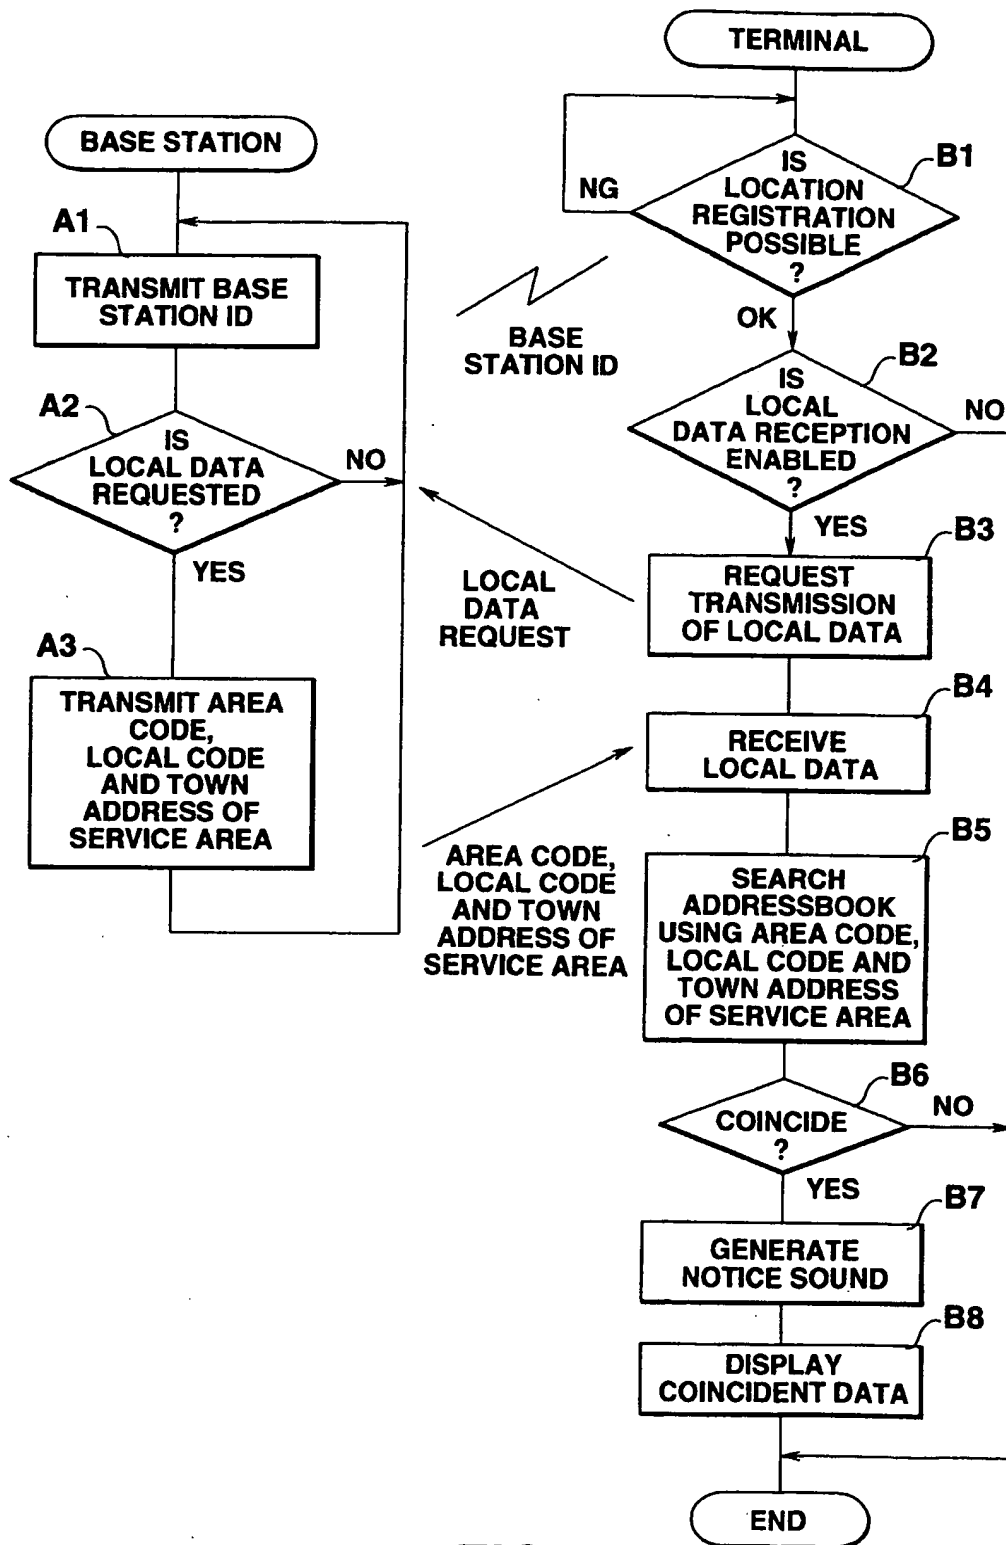 BASE STATION
A1
TRANSMIT BASE
STATION ID
A2
IS
LOCAL DATA
REQUESTED
?
NO
YES
A3
TRANSMIT AREA
CODE,
LOCAL CODE
AND TOWN
ADDRESS OF
SERVICE AREA
BASE
STATION ID
LOCAL
DATA
REQUEST
AREA CODE,
LOCAL CODE
AND TOWN
ADDRESS OF
SERVICE AREA
TERMINAL
B1
IS
LOCATION
REGISTRATION
POSSIBLE
?
NG
OK
B2
IS
LOCAL
DATA RECEPTION
ENABLED
?
NO
YES
B3
REQUEST
TRANSMISSION
OF LOCAL DATA
B4
RECEIVE
LOCAL DATA
B5
SEARCH
ADDRESSBOOK
USING AREA CODE,
LOCAL CODE AND
TOWN ADDRESS
OF SERVICE AREA
B6
COINCIDE
?
NO
YES
B7
GENERATE
NOTICE SOUND
B8
DISPLAY
COINCIDENT DATA
END